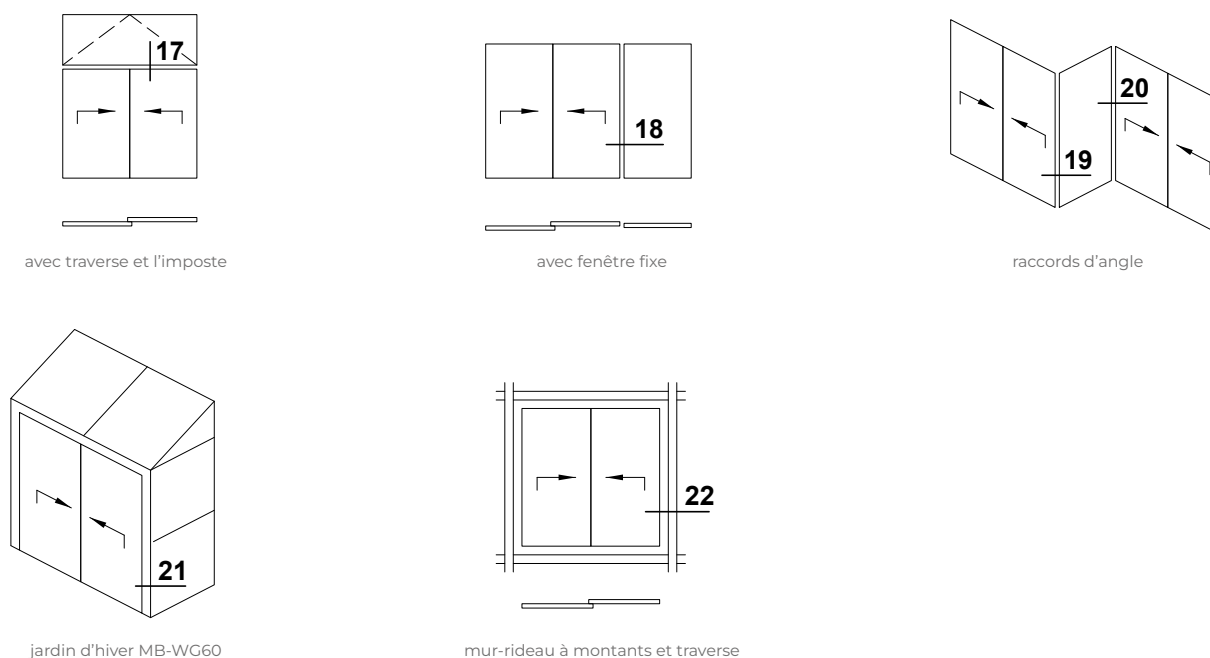 17
18
20
19
avec traverse et l'imposte
avec fenêtre fixe
raccords d'angle
21
22
jardin d'hiver MB-WG60
mur-rideau à montants et traverse